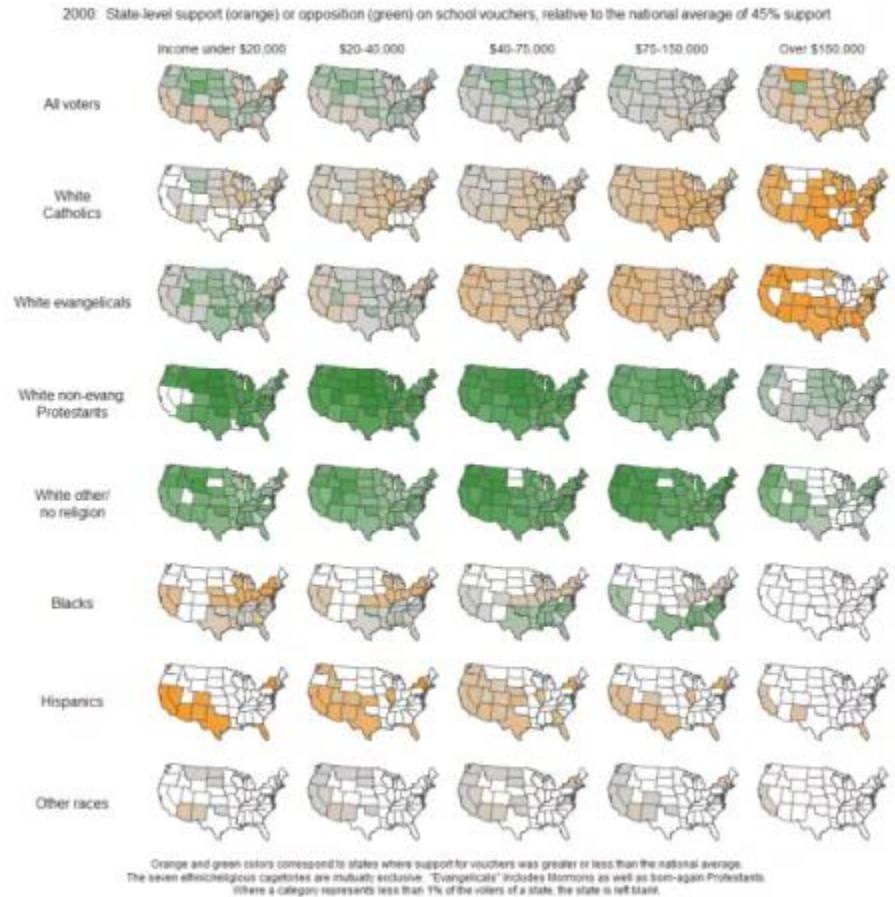 2000: State-level support (orange) or opposition (green) on school vouchers, relative to the national average of 45% support
Income under $20,000 $20-40,000 $40-75,000 $75-150,000 Over $150,000
All voters
White
Catholics
White evangelicals
White non-evang.
Protestants
White other/
no religion
Blacks
Hispanics
Other races
Orange and green colors correspond to states where support for vouchers was greater or less than the national average.
The seven ethnic/religious cagetories are mutually exclusive. "Evangelicals" includes Mormons as well as born-again Protestants.
Where a category represents less than 1% of the voters of a state, the state is left blank.